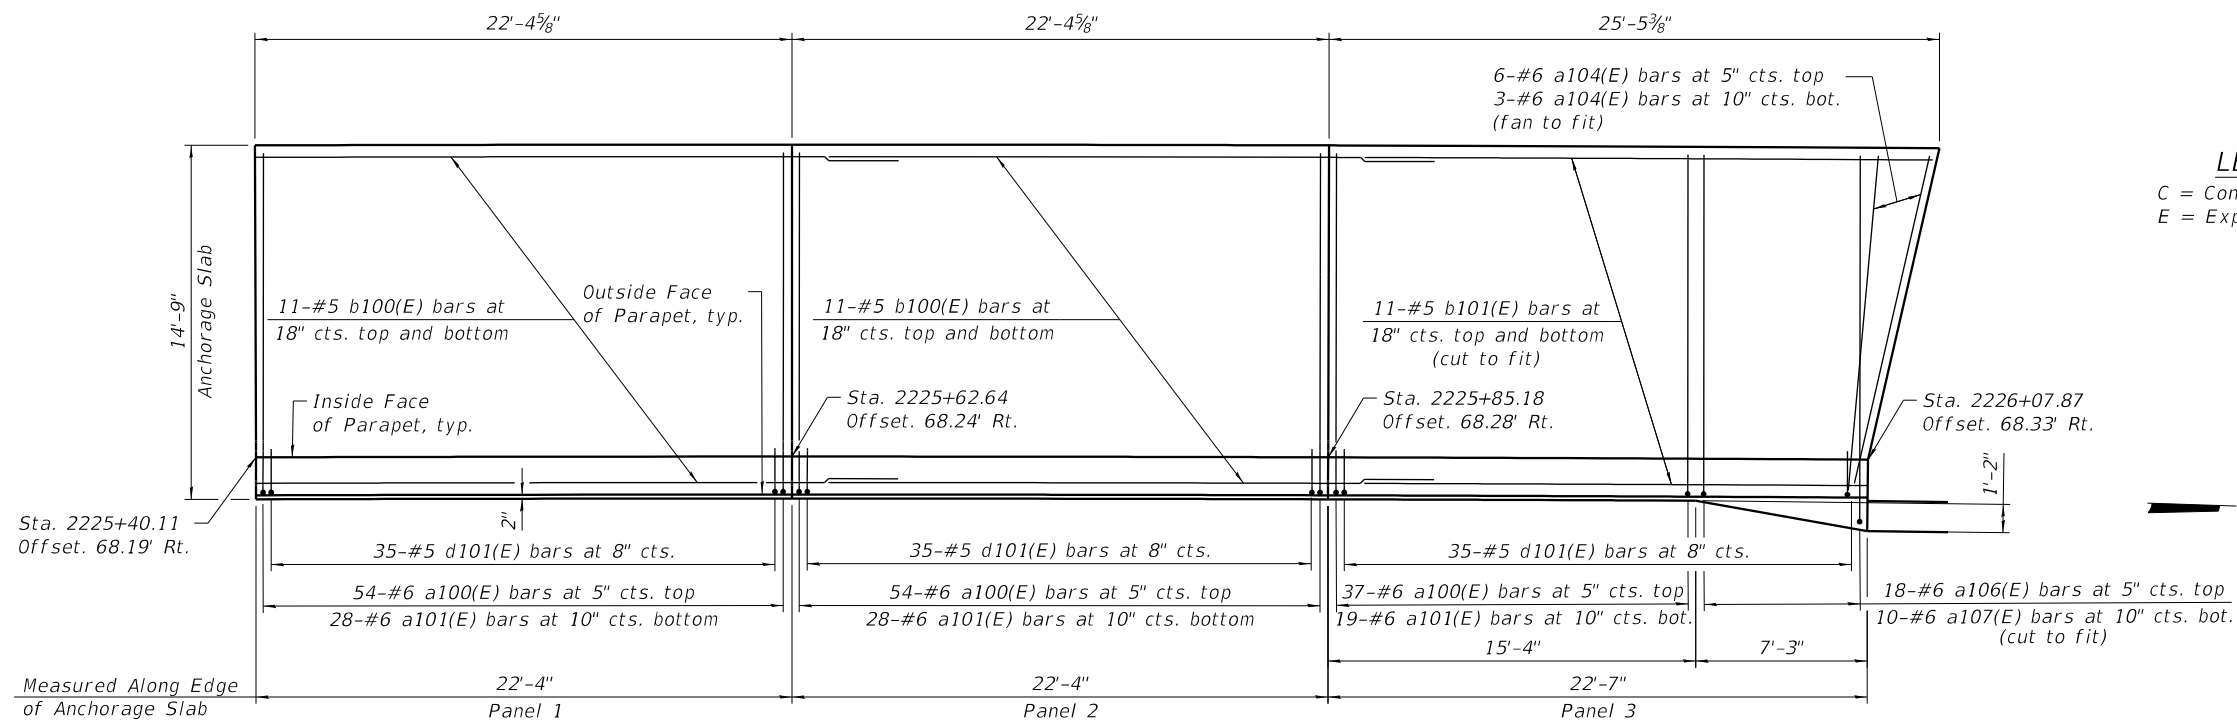 22'-4⅝"
22'-4⅝"
25'-5⅜"
6-#6 a104(E) bars at 5" cts. top
3-#6 a104(E) bars at 10" cts. bot.
(fan to fit)
C =
E =
14'-9"
Anchorage Slab
11-#5 b100(E) bars at
18" cts. top and bottom
Outside Face
of Parapet, typ.
11-#5 b100(E) bars at
18" cts. top and bottom
11-#5 b101(E) bars at
18" cts. top and bottom
(cut to fit)
Inside Face
of Parapet, typ.
Sta. 2225+62.64
Offset. 68.24' Rt.
Sta. 2225+85.18
Offset. 68.28' Rt.
Sta. 2226+07.87
Offset. 68.33' Rt.
1'-2"
2"
Sta. 2225+40.11
Offset. 68.19' Rt.
35-#5 d101(E) bars at 8" cts.
35-#5 d101(E) bars at 8" cts.
35-#5 d101(E) bars at 8" cts.
54-#6 a100(E) bars at 5" cts. top
28-#6 a101(E) bars at 10" cts. bottom
54-#6 a100(E) bars at 5" cts. top
28-#6 a101(E) bars at 10" cts. bottom
37-#6 a100(E) bars at 5" cts. top
19-#6 a101(E) bars at 10" cts. bot.
18-#6 a106(E) bars at 5" cts. top
10-#6 a107(E) bars at 10" cts. bot.
(cut to fit)
15'-4"
7'-3"
Measured Along Edge
of Anchorage Slab
22'-4"
Panel 1
22'-4"
Panel 2
22'-7"
Panel 3